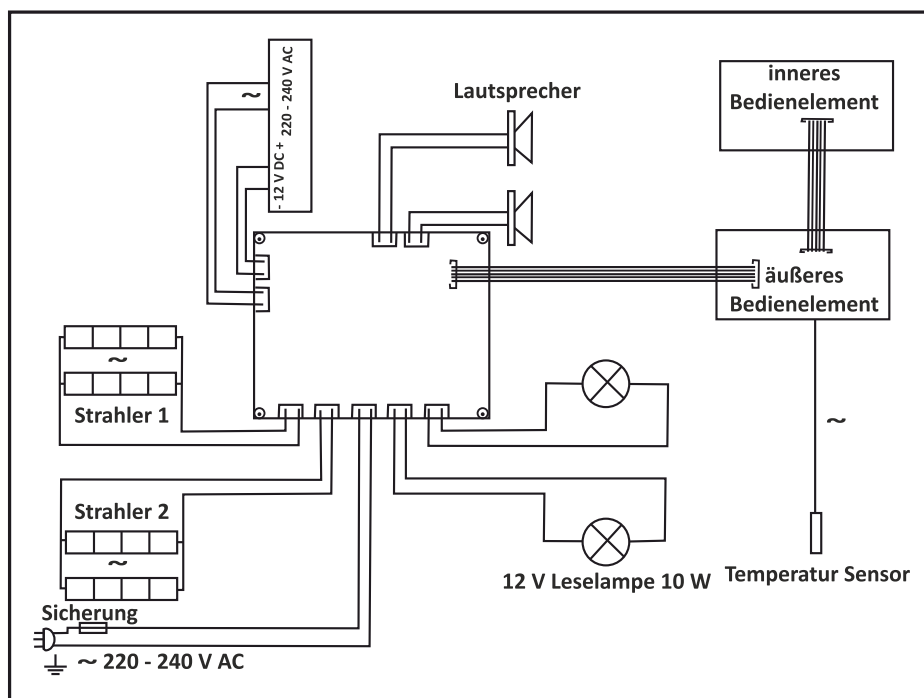 - 12 V DC + 220 - 240 V AC
~
Lautsprecher
inneres
Bedienelement
äußeres
Bedienelement
~
Strahler 1
~
Strahler 2
~
12 V Leselampe 10 W
Temperatur Sensor
Sicherung
~ 220 - 240 V AC